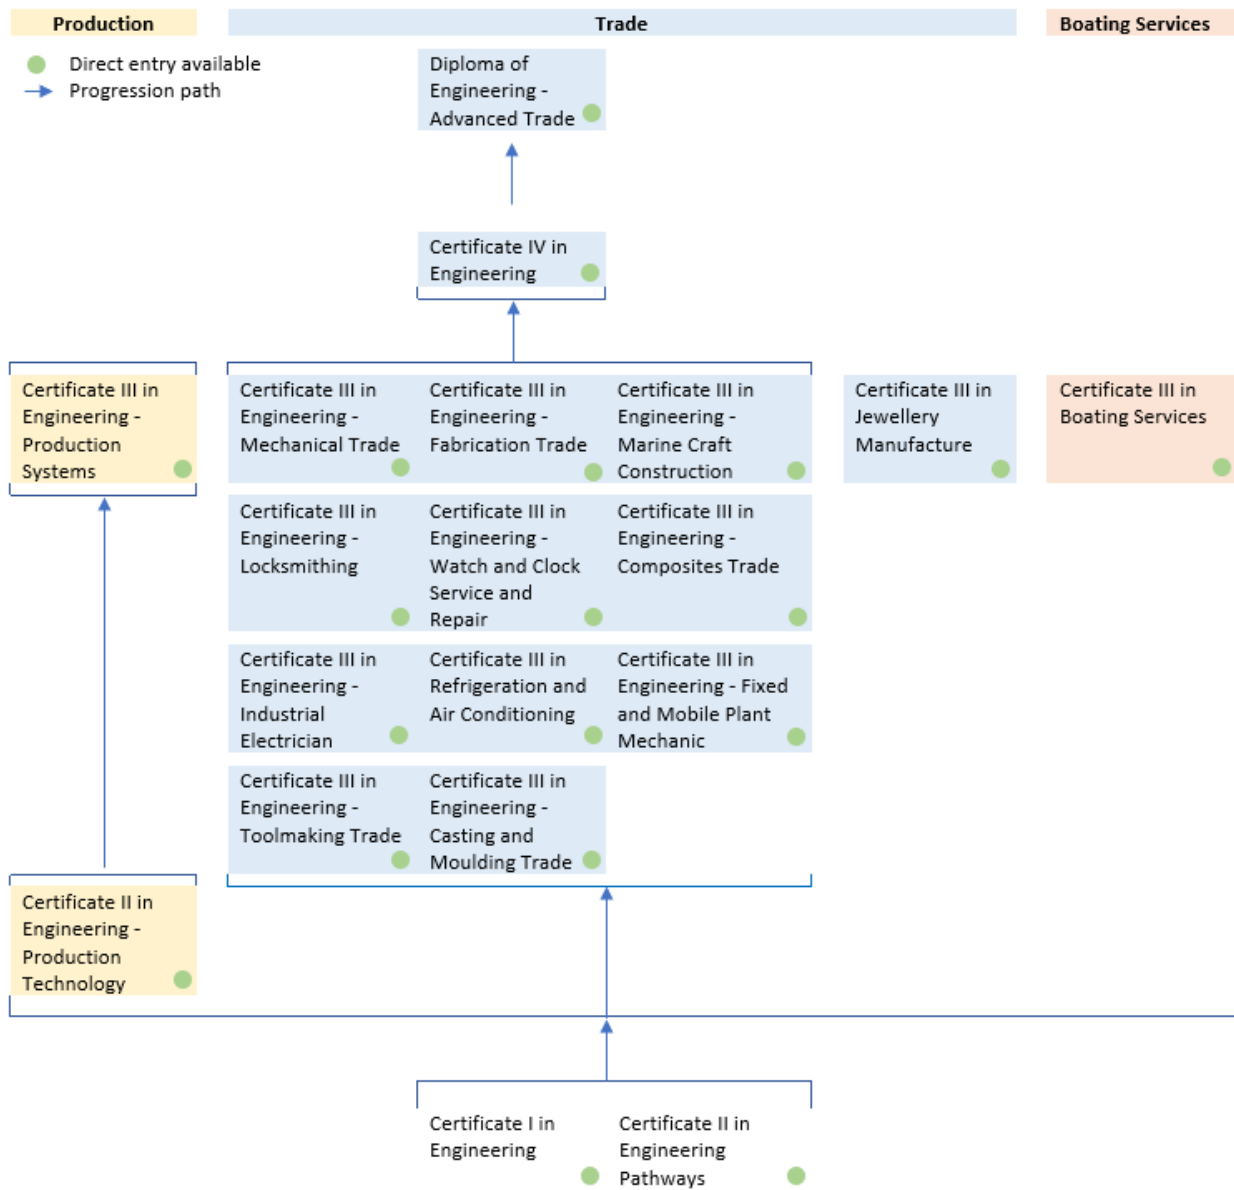 Production
Trade
Boating Services
Direct entry available
Progression path
Diploma of
Engineering -
Advanced Trade
Certificate IV in
Engineering
Certificate III in
Engineering -
Production
Systems
Certificate III in
Engineering -
Mechanical Trade
Certificate III in
Engineering -
Fabrication Trade
Certificate III in
Engineering -
Marine Craft
Construction
Certificate III in
Jewellery
Manufacture
Certificate III in
Boating Services
Certificate III in
Engineering -
Locksmithing
Certificate III in
Engineering -
Watch and Clock
Service and
Repair
Certificate III in
Engineering -
Composites Trade
Certificate III in
Engineering -
Industrial
Electrician
Certificate III in
Refrigeration and
Air Conditioning
Certificate III in
Engineering - Fixed
and Mobile Plant
Mechanic
Certificate III in
Engineering -
Toolmaking Trade
Certificate III in
Engineering -
Casting and
Moulding Trade
Certificate II in
Engineering -
Production
Technology
Certificate I in
Engineering
Certificate II in
Engineering
Pathways